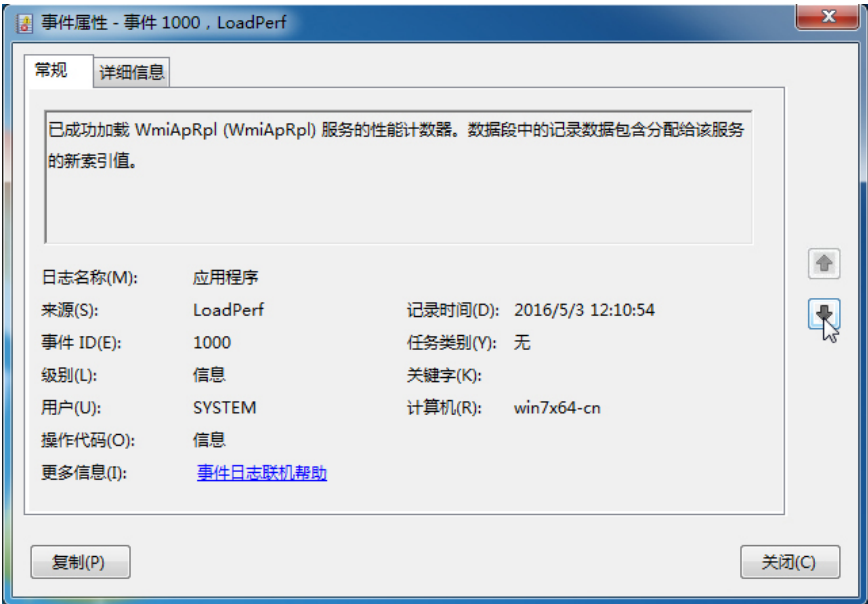 事件属性 - 事件 1000，LoadPerf
x
常规 详细信息
已成功加载 WmiApRpl (WmiApRpl) 服务的性能计数器。数据段中的记录数据包含分配给该服务
的新索引值。
日志名称(M): 应用程序
来源(S): LoadPerf 记录时间(D): 2016/5/3 12:10:54
事件 ID(E): 1000 任务类别(Y): 无
级别(L): 信息 关键字(K):
用户(U): SYSTEM 计算机(R): win7x64-cn
操作代码(O): 信息
更多信息(I): 事件日志联机帮助
复制(P) 关闭(C)